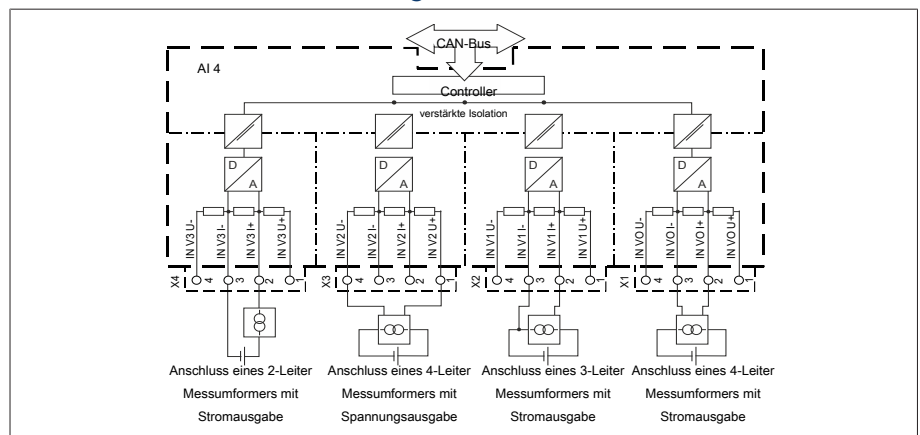 CAN-Bus
AI 4
Controller
verstärkte Isolation
D A
D A
D A
D A
IN V3 U-
IN V3 I-
IN V3 I+
IN V3 U+
IN V2 U-
IN V2 I-
IN V2 I+
IN V2 U+
IN V1 U-
IN V1 I-
IN V1 I+
IN V1 U+
IN VO U-
IN VO I-
IN VO I+
IN VO U+
X4 4 3 2 1
X3 4 3 2 1
X2 4 3 2 1
X1 4 3 2 1
Anschluss eines 2-Leiter
Messumformers mit
Stromausgabe
Anschluss eines 4-Leiter
Messumformers mit
Spannungsausgabe
Anschluss eines 3-Leiter
Messumformers mit
Stromausgabe
Anschluss eines 4-Leiter
Messumformers mit
Stromausgabe